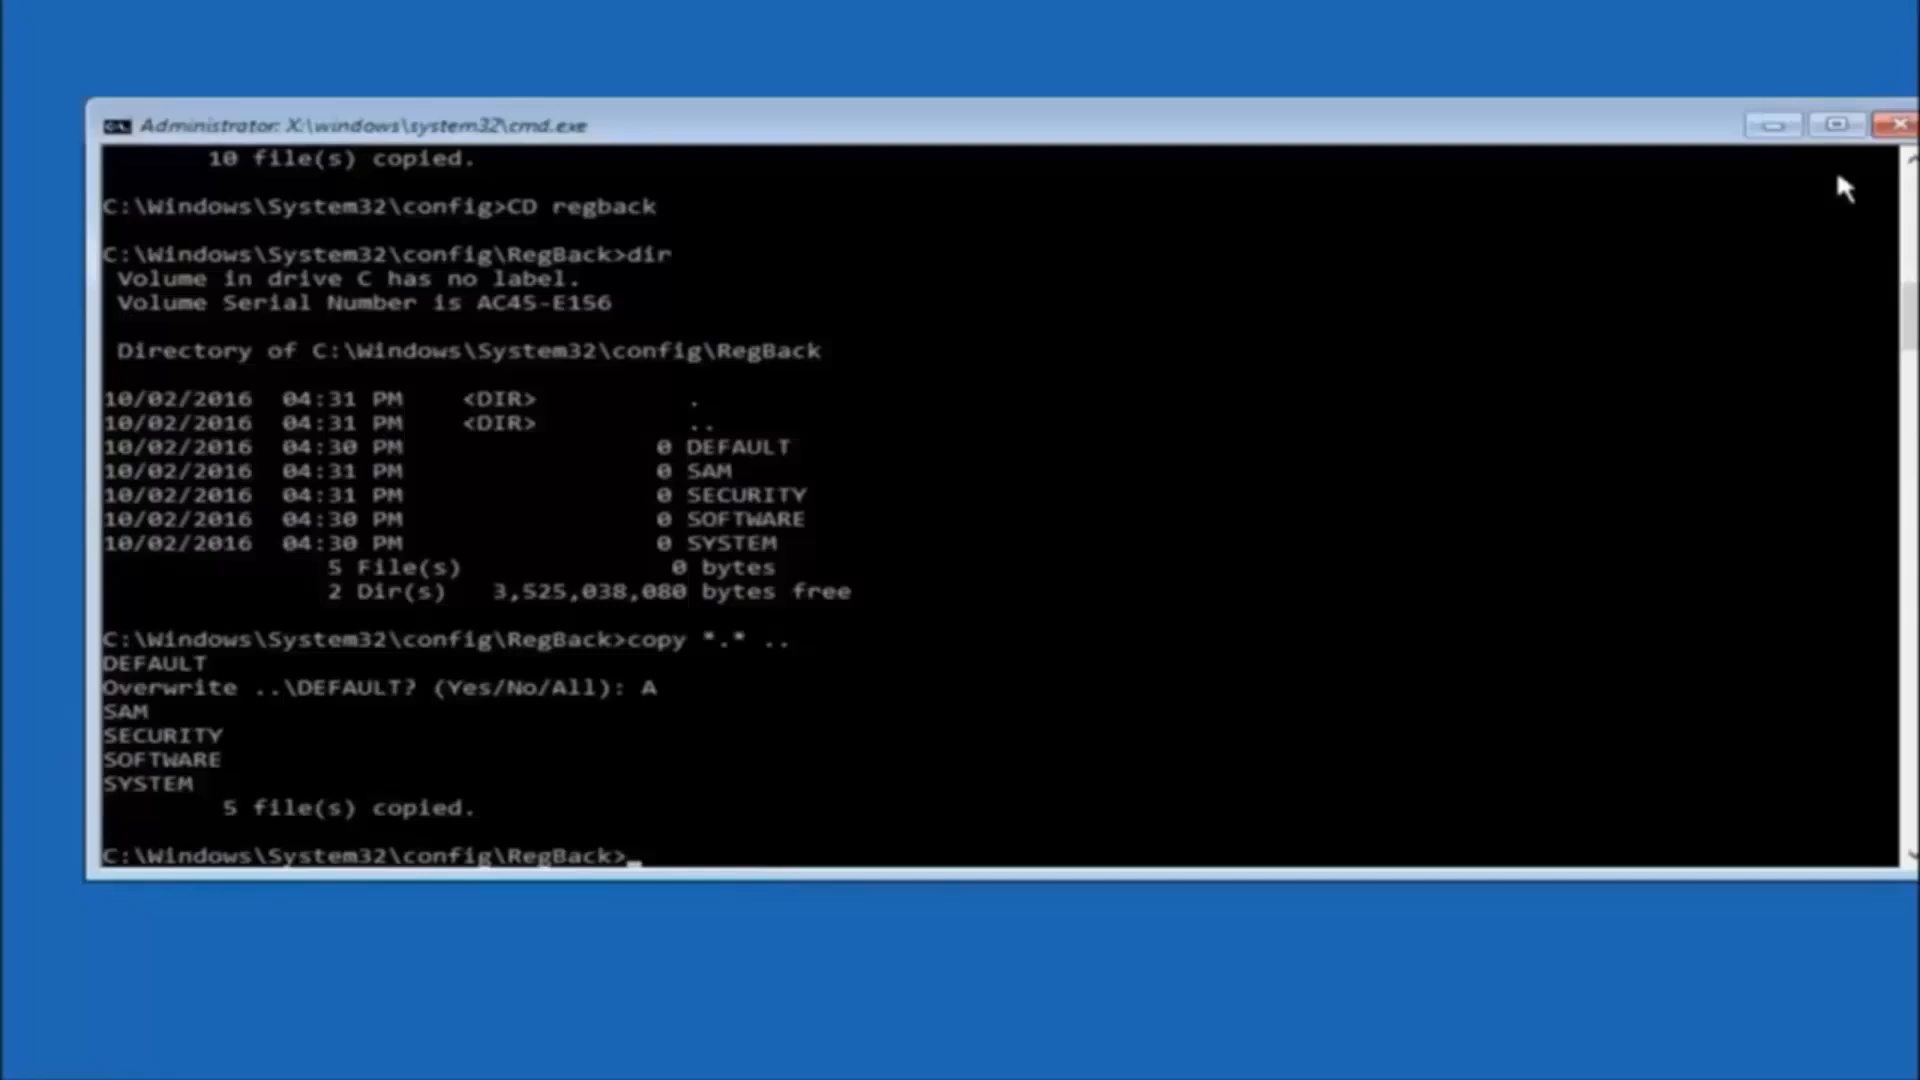 Administrator: X:\windows\system32\cmd.exe
10 file(s) copied.
C:\Windows\System32\config>CD regback
C:\Windows\System32\config\RegBack>dir
Volume in drive C has no label.
Volume Serial Number is AC45-E156
Directory of C:\Windows\System32\config\RegBack
10/02/2016 04:31 PM <DIR> .
10/02/2016 04:31 PM <DIR> ..
10/02/2016 04:30 PM 0 DEFAULT
10/02/2016 04:31 PM 0 SAM
10/02/2016 04:31 PM 0 SECURITY
10/02/2016 04:30 PM 0 SOFTWARE
10/02/2016 04:30 PM 0 SYSTEM
5 File(s) 0 bytes
2 Dir(s) 3,525,038,080 bytes free
C:\Windows\System32\config\RegBack>copy *.* ..
DEFAULT
Overwrite ..\DEFAULT? (Yes/No/All): A
SAM
SECURITY
SOFTWARE
SYSTEM
5 file(s) copied.
C:\Windows\System32\config\RegBack>_